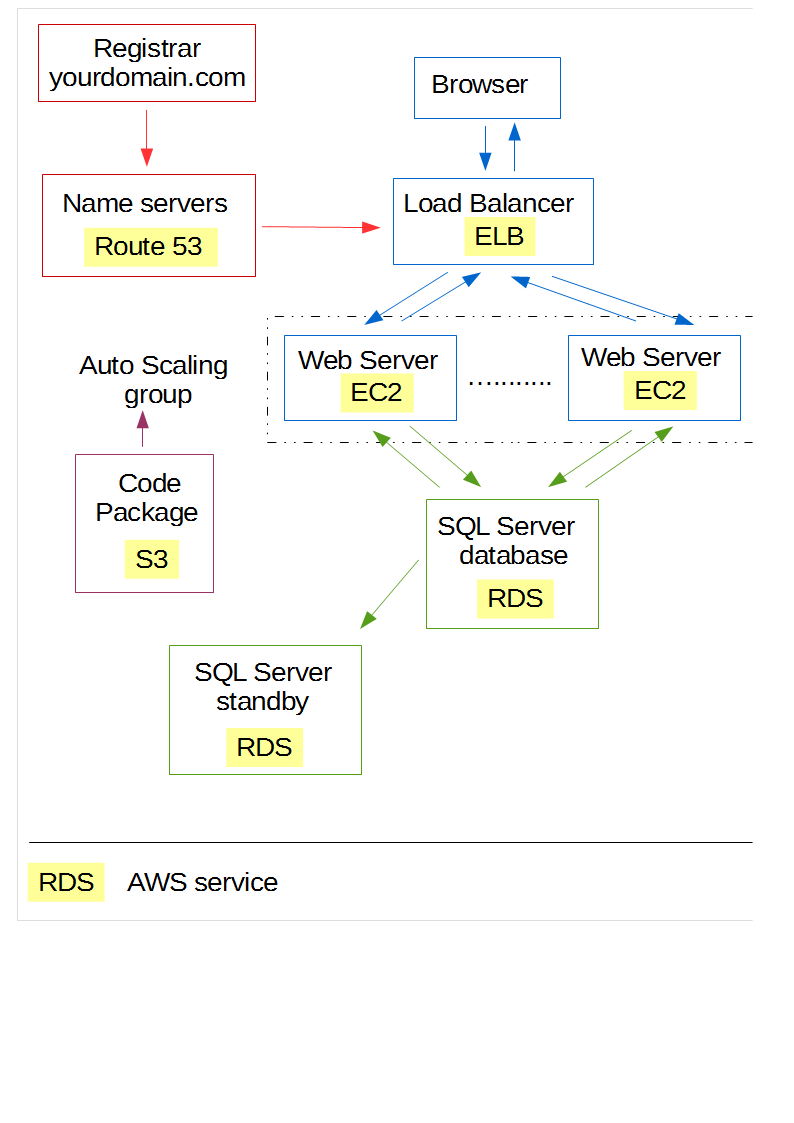 Registrar
yourdomain.com
Browser
Name servers
Route 53
Load Balancer
ELB
Auto Scaling
group
Web Server
EC2
............
Web Server
EC2
Code
Package
S3
SQL Server
database
RDS
SQL Server
standby
RDS
RDS AWS service